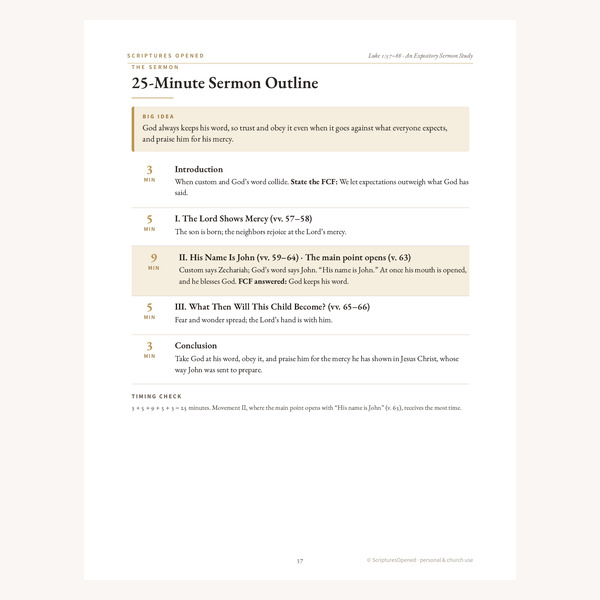 SCRIPTURES OPENED
Luke 1:57–66 · An Expository Sermon Study
THE SERMON
25-Minute Sermon Outline
BIG IDEA
God always keeps his word, so trust and obey it even when it goes against what everyone expects,
and praise him for his mercy.
3
MIN
Introduction
When custom and God's word collide. State the FCF: We let expectations outweigh what God has
said.
5
MIN
I. The Lord Shows Mercy (vv. 57–58)
The son is born; the neighbors rejoice at the Lord's mercy.
9
MIN
II. His Name Is John (vv. 59–64) · The main point opens (v. 63)
Custom says Zechariah; God's word says John. "His name is John." At once his mouth is opened,
and he blesses God. FCF answered: God keeps his word.
5
MIN
III. What Then Will This Child Become? (vv. 65–66)
Fear and wonder spread; the Lord's hand is with him.
3
MIN
Conclusion
Take God at his word, obey it, and praise him for the mercy he has shown in Jesus Christ, whose
way John was sent to prepare.
TIMING CHECK
3 + 5 + 9 + 5 + 3 = 25 minutes. Movement II, where the main point opens with "His name is John" (v. 63), receives the most time.
17
© ScripturesOpened · personal & church use